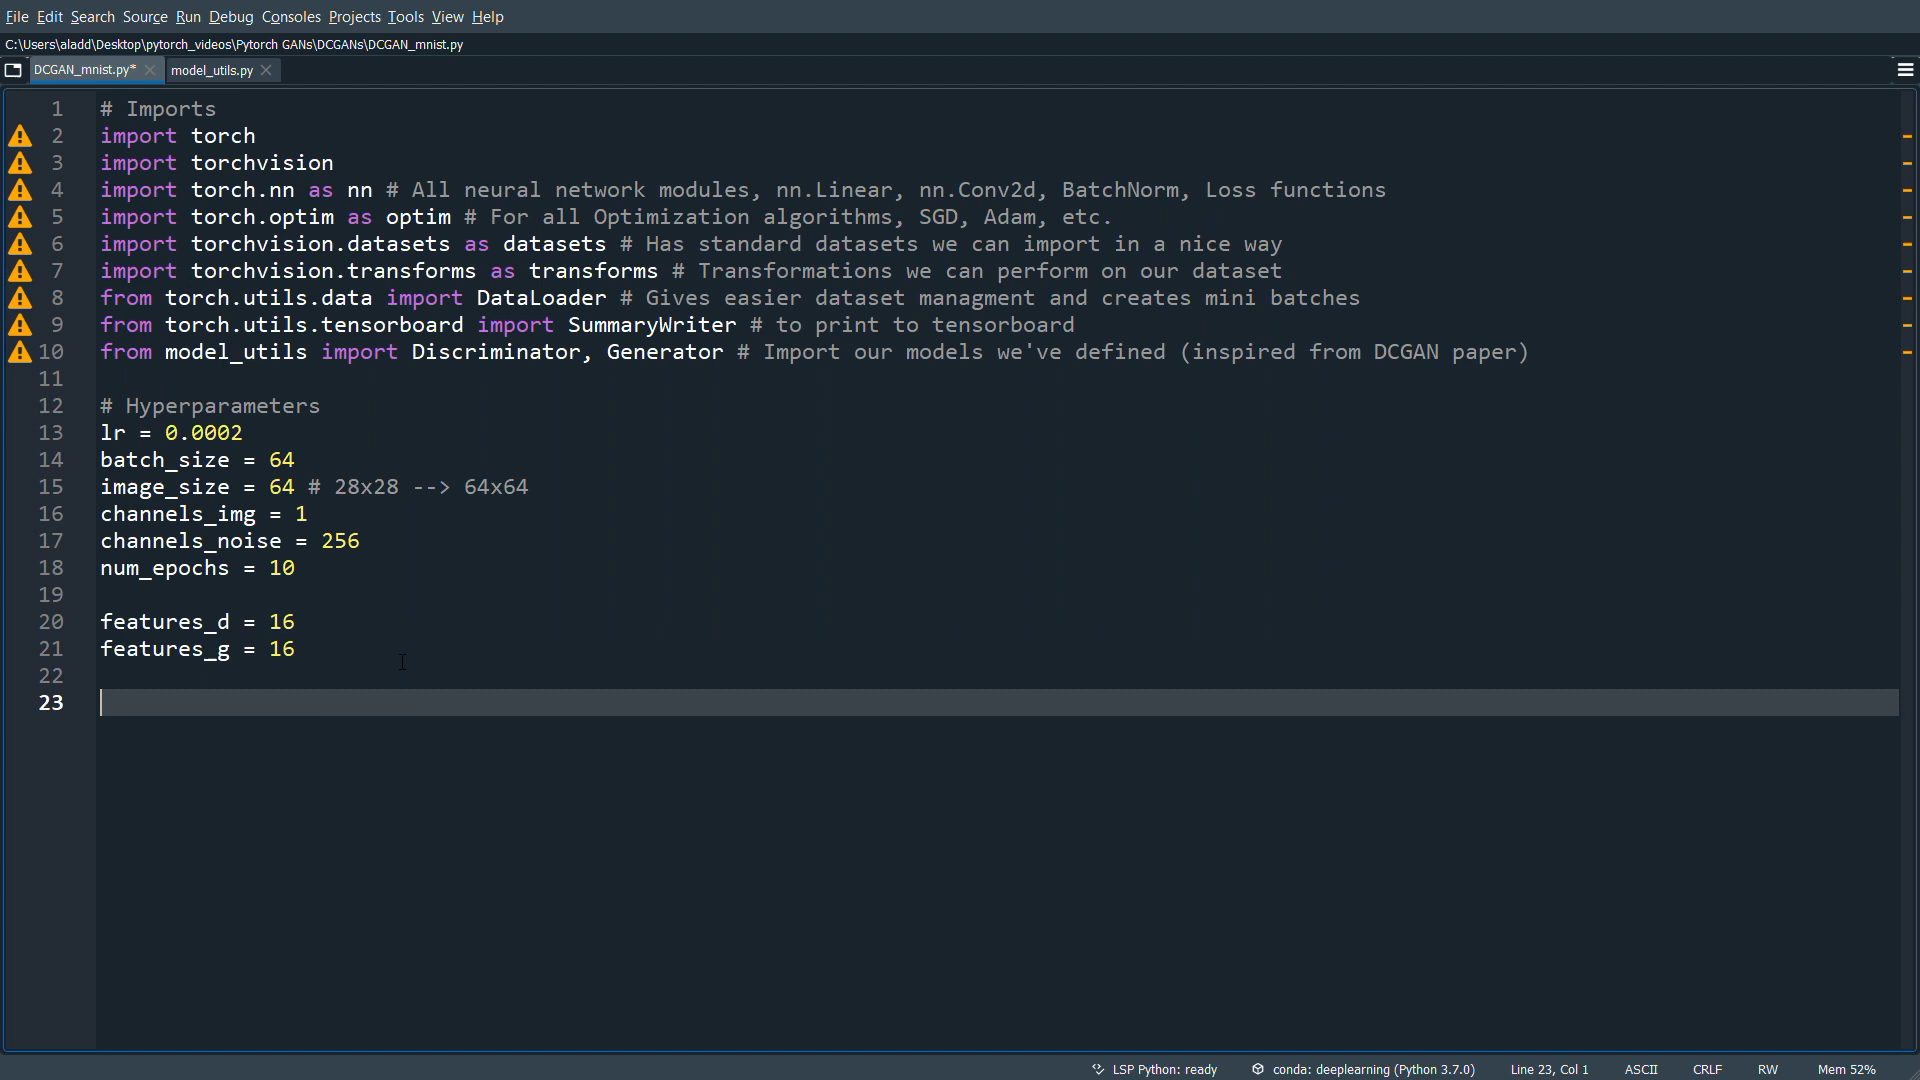 File Edit Search Source Run Debug Consoles Projects Tools View Help
C:\Users\aladd\Desktop\pytorch_videos\Pytorch GANs\DCGANs\DCGAN_mnist.py
DCGAN_mnist.py* model_utils.py
1 # Imports
2 import torch
3 import torchvision
4 import torch.nn as nn # All neural network modules, nn.Linear, nn.Conv2d, BatchNorm, Loss functions
5 import torch.optim as optim # For all Optimization algorithms, SGD, Adam, etc.
6 import torchvision.datasets as datasets # Has standard datasets we can import in a nice way
7 import torchvision.transforms as transforms # Transformations we can perform on our dataset
8 from torch.utils.data import DataLoader # Gives easier dataset managment and creates mini batches
9 from torch.utils.tensorboard import SummaryWriter # to print to tensorboard
10 from model_utils import Discriminator, Generator # Import our models we've defined (inspired from DCGAN paper)
11
12 # Hyperparameters
13 lr = 0.0002
14 batch_size = 64
15 image_size = 64 # 28x28 --> 64x64
16 channels_img = 1
17 channels_noise = 256
18 num_epochs = 10
19
20 features_d = 16
21 features_g = 16
22
23
LSP Python: ready conda: deeplearning (Python 3.7.0) Line 23, Col 1 ASCII CRLF RW Mem 52%